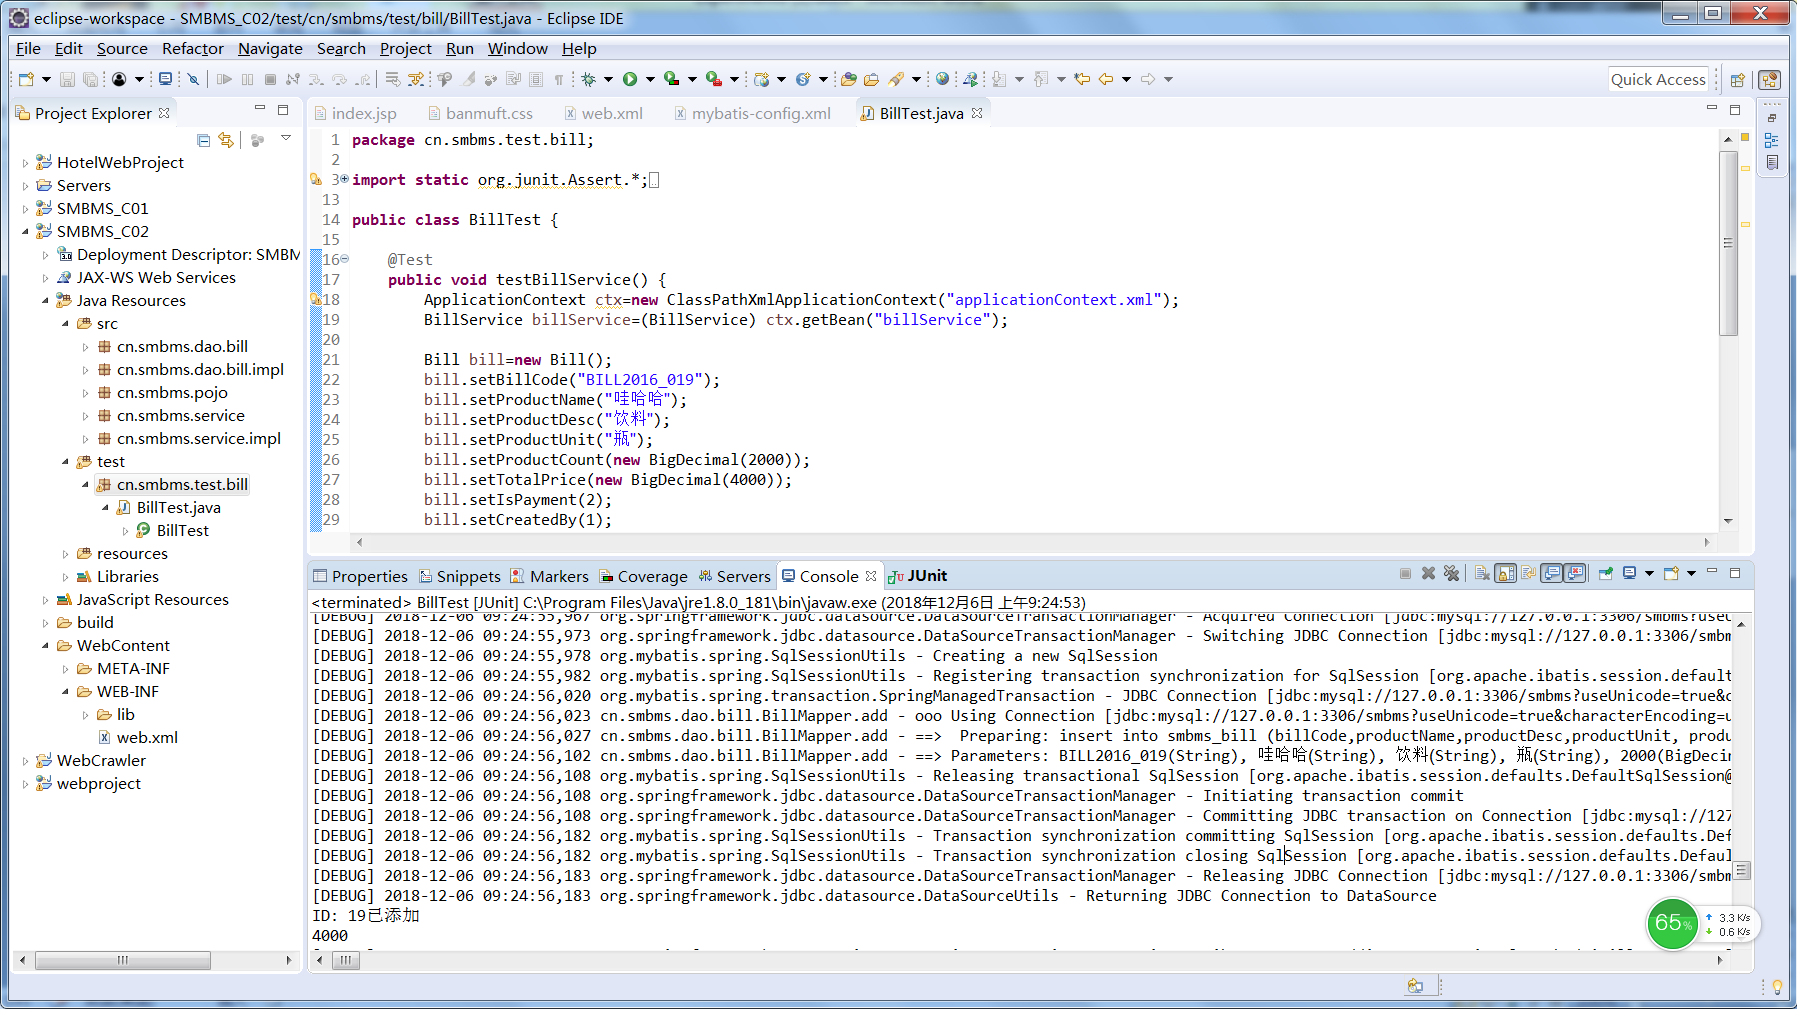 eclipse-workspace - SMBMS_C02/test/cn/smbms/test/bill/BillTest.java - Eclipse IDE
File Edit Source Refactor Navigate Search Project Run Window Help
Quick Access
Project Explorer
HotelWebProject
Servers
SMBMS_C01
SMBMS_C02
Deployment Descriptor: SMBM
JAX-WS Web Services
Java Resources
src
cn.smbms.dao.bill
cn.smbms.dao.bill.impl
cn.smbms.pojo
cn.smbms.service
cn.smbms.service.impl
test
cn.smbms.test.bill
BillTest.java
BillTest
resources
Libraries
JavaScript Resources
build
WebContent
META-INF
WEB-INF
lib
web.xml
WebCrawler
webproject
index.jsp banmuft.css web.xml mybatis-config.xml BillTest.java
1 package cn.smbms.test.bill;
2
3 import static org.junit.Assert.*;
13
14 public class BillTest {
15
16 @Test
17 public void testBillService() {
18 ApplicationContext ctx=new ClassPathXmlApplicationContext("applicationContext.xml");
19 BillService billService=(BillService) ctx.getBean("billService");
20
21 Bill bill=new Bill();
22 bill.setBillCode("BILL2016_019");
23 bill.setProductName("哇哈哈");
24 bill.setProductDesc("饮料");
25 bill.setProductUnit("瓶");
26 bill.setProductCount(new BigDecimal(2000));
27 bill.setTotalPrice(new BigDecimal(4000));
28 bill.setIsPayment(2);
29 bill.setCreatedBy(1);
Properties Snippets Markers Coverage Servers Console JUnit
<terminated> BillTest [JUnit] C:\Program Files\Java\jre1.8.0_181\bin\javaw.exe (2018年12月6日 上午9:24:53)
[DEBUG] 2018-12-06 09:24:55,967 org.springframework.jdbc.datasource.DataSourceTransactionManager - Acquired Connection [jdbc:mysql://127.0.0.1:3306/smbms?use
[DEBUG] 2018-12-06 09:24:55,973 org.springframework.jdbc.datasource.DataSourceTransactionManager - Switching JDBC Connection [jdbc:mysql://127.0.0.1:3306/smbm
[DEBUG] 2018-12-06 09:24:55,978 org.mybatis.spring.SqlSessionUtils - Creating a new SqlSession
[DEBUG] 2018-12-06 09:24:55,982 org.mybatis.spring.SqlSessionUtils - Registering transaction synchronization for SqlSession [org.apache.ibatis.session.default
[DEBUG] 2018-12-06 09:24:56,020 org.mybatis.spring.transaction.SpringManagedTransaction - JDBC Connection [jdbc:mysql://127.0.0.1:3306/smbms?useUnicode=true&c
[DEBUG] 2018-12-06 09:24:56,023 cn.smbms.dao.bill.BillMapper.add - ooo Using Connection [jdbc:mysql://127.0.0.1:3306/smbms?useUnicode=true&characterEncoding=u
[DEBUG] 2018-12-06 09:24:56,027 cn.smbms.dao.bill.BillMapper.add - ==> Preparing: insert into smbms_bill (billCode,productName,productDesc,productUnit, produ
[DEBUG] 2018-12-06 09:24:56,102 cn.smbms.dao.bill.BillMapper.add - ==> Parameters: BILL2016_019(String), 哇哈哈(String), 饮料(String), 瓶(String), 2000(BigDeci
[DEBUG] 2018-12-06 09:24:56,108 org.mybatis.spring.SqlSessionUtils - Releasing transactional SqlSession [org.apache.ibatis.session.defaults.DefaultSqlSession@
[DEBUG] 2018-12-06 09:24:56,108 org.springframework.jdbc.datasource.DataSourceTransactionManager - Initiating transaction commit
[DEBUG] 2018-12-06 09:24:56,108 org.springframework.jdbc.datasource.DataSourceTransactionManager - Committing JDBC transaction on Connection [jdbc:mysql://127
[DEBUG] 2018-12-06 09:24:56,182 org.mybatis.spring.SqlSessionUtils - Transaction synchronization committing SqlSession [org.apache.ibatis.session.defaults.Def
[DEBUG] 2018-12-06 09:24:56,182 org.mybatis.spring.SqlSessionUtils - Transaction synchronization closing SqlSession [org.apache.ibatis.session.defaults.Defaul
[DEBUG] 2018-12-06 09:24:56,183 org.springframework.jdbc.datasource.DataSourceTransactionManager - Releasing JDBC Connection [jdbc:mysql://127.0.0.1:3306/smbm
[DEBUG] 2018-12-06 09:24:56,183 org.springframework.jdbc.datasource.DataSourceUtils - Returning JDBC Connection to DataSource
ID: 19已添加
4000
65%
3.3 K/s
0.6 K/s